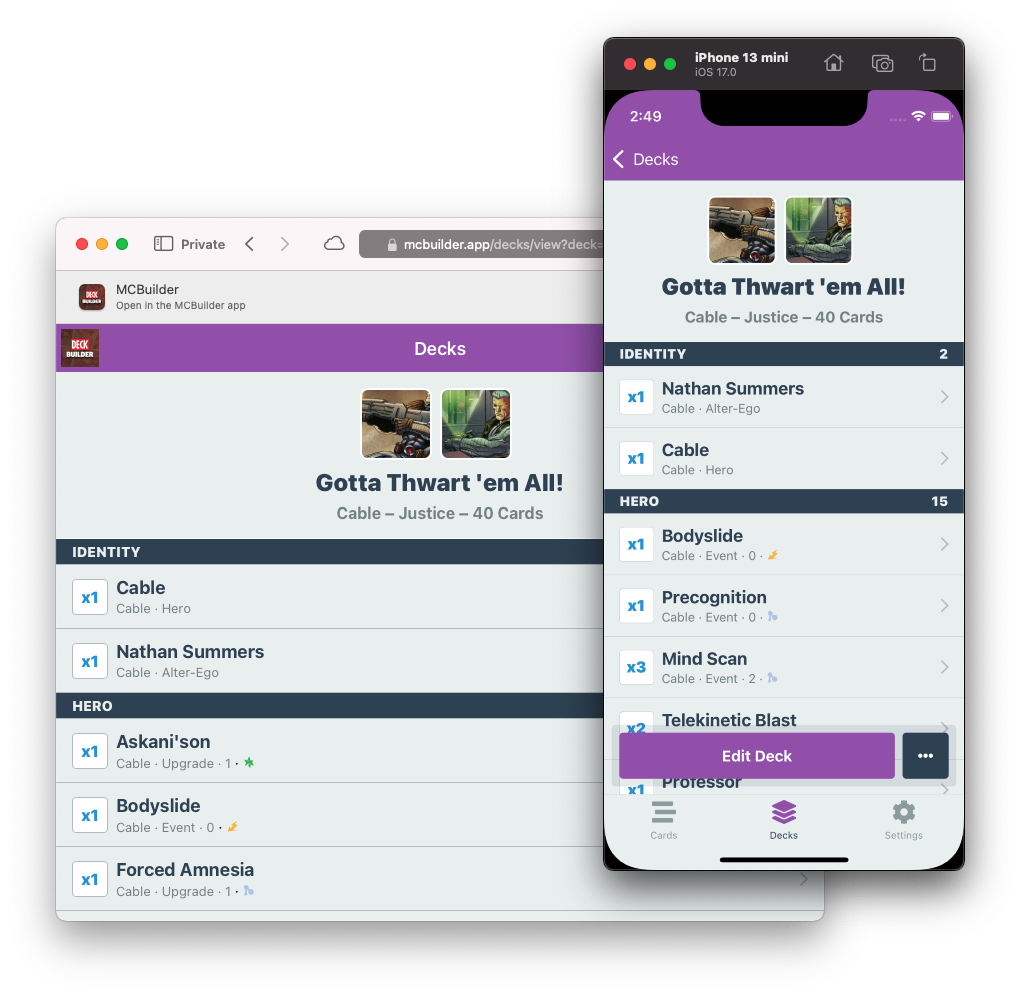 Private
mcbuilder.app/decks/view?deck=
DECK
BUILDER
MCBuilder
Open in the MCBuilder app
DECK
BUILDER
Decks
Gotta Thwart 'em All!
Cable – Justice – 40 Cards
IDENTITY
x1
Cable
Cable · Hero
x1
Nathan Summers
Cable · Alter-Ego
HERO
x1
Askani'son
Cable · Upgrade · 1 ·
x1
Bodyslide
Cable · Event · 0 ·
x1
Forced Amnesia
Cable · Upgrade · 1 ·
iPhone 13 mini
iOS 17.0
2:49
Decks
Gotta Thwart 'em All!
Cable – Justice – 40 Cards
IDENTITY 2
x1
Nathan Summers
Cable · Alter-Ego
x1
Cable
Cable · Hero
HERO 15
x1
Bodyslide
Cable · Event · 0 ·
x1
Precognition
Cable · Event · 0 ·
x3
Mind Scan
Cable · Event · 2 ·
x2
Telekinetic Blast
Edit Deck
x1
Professor
Cards
Decks
Settings